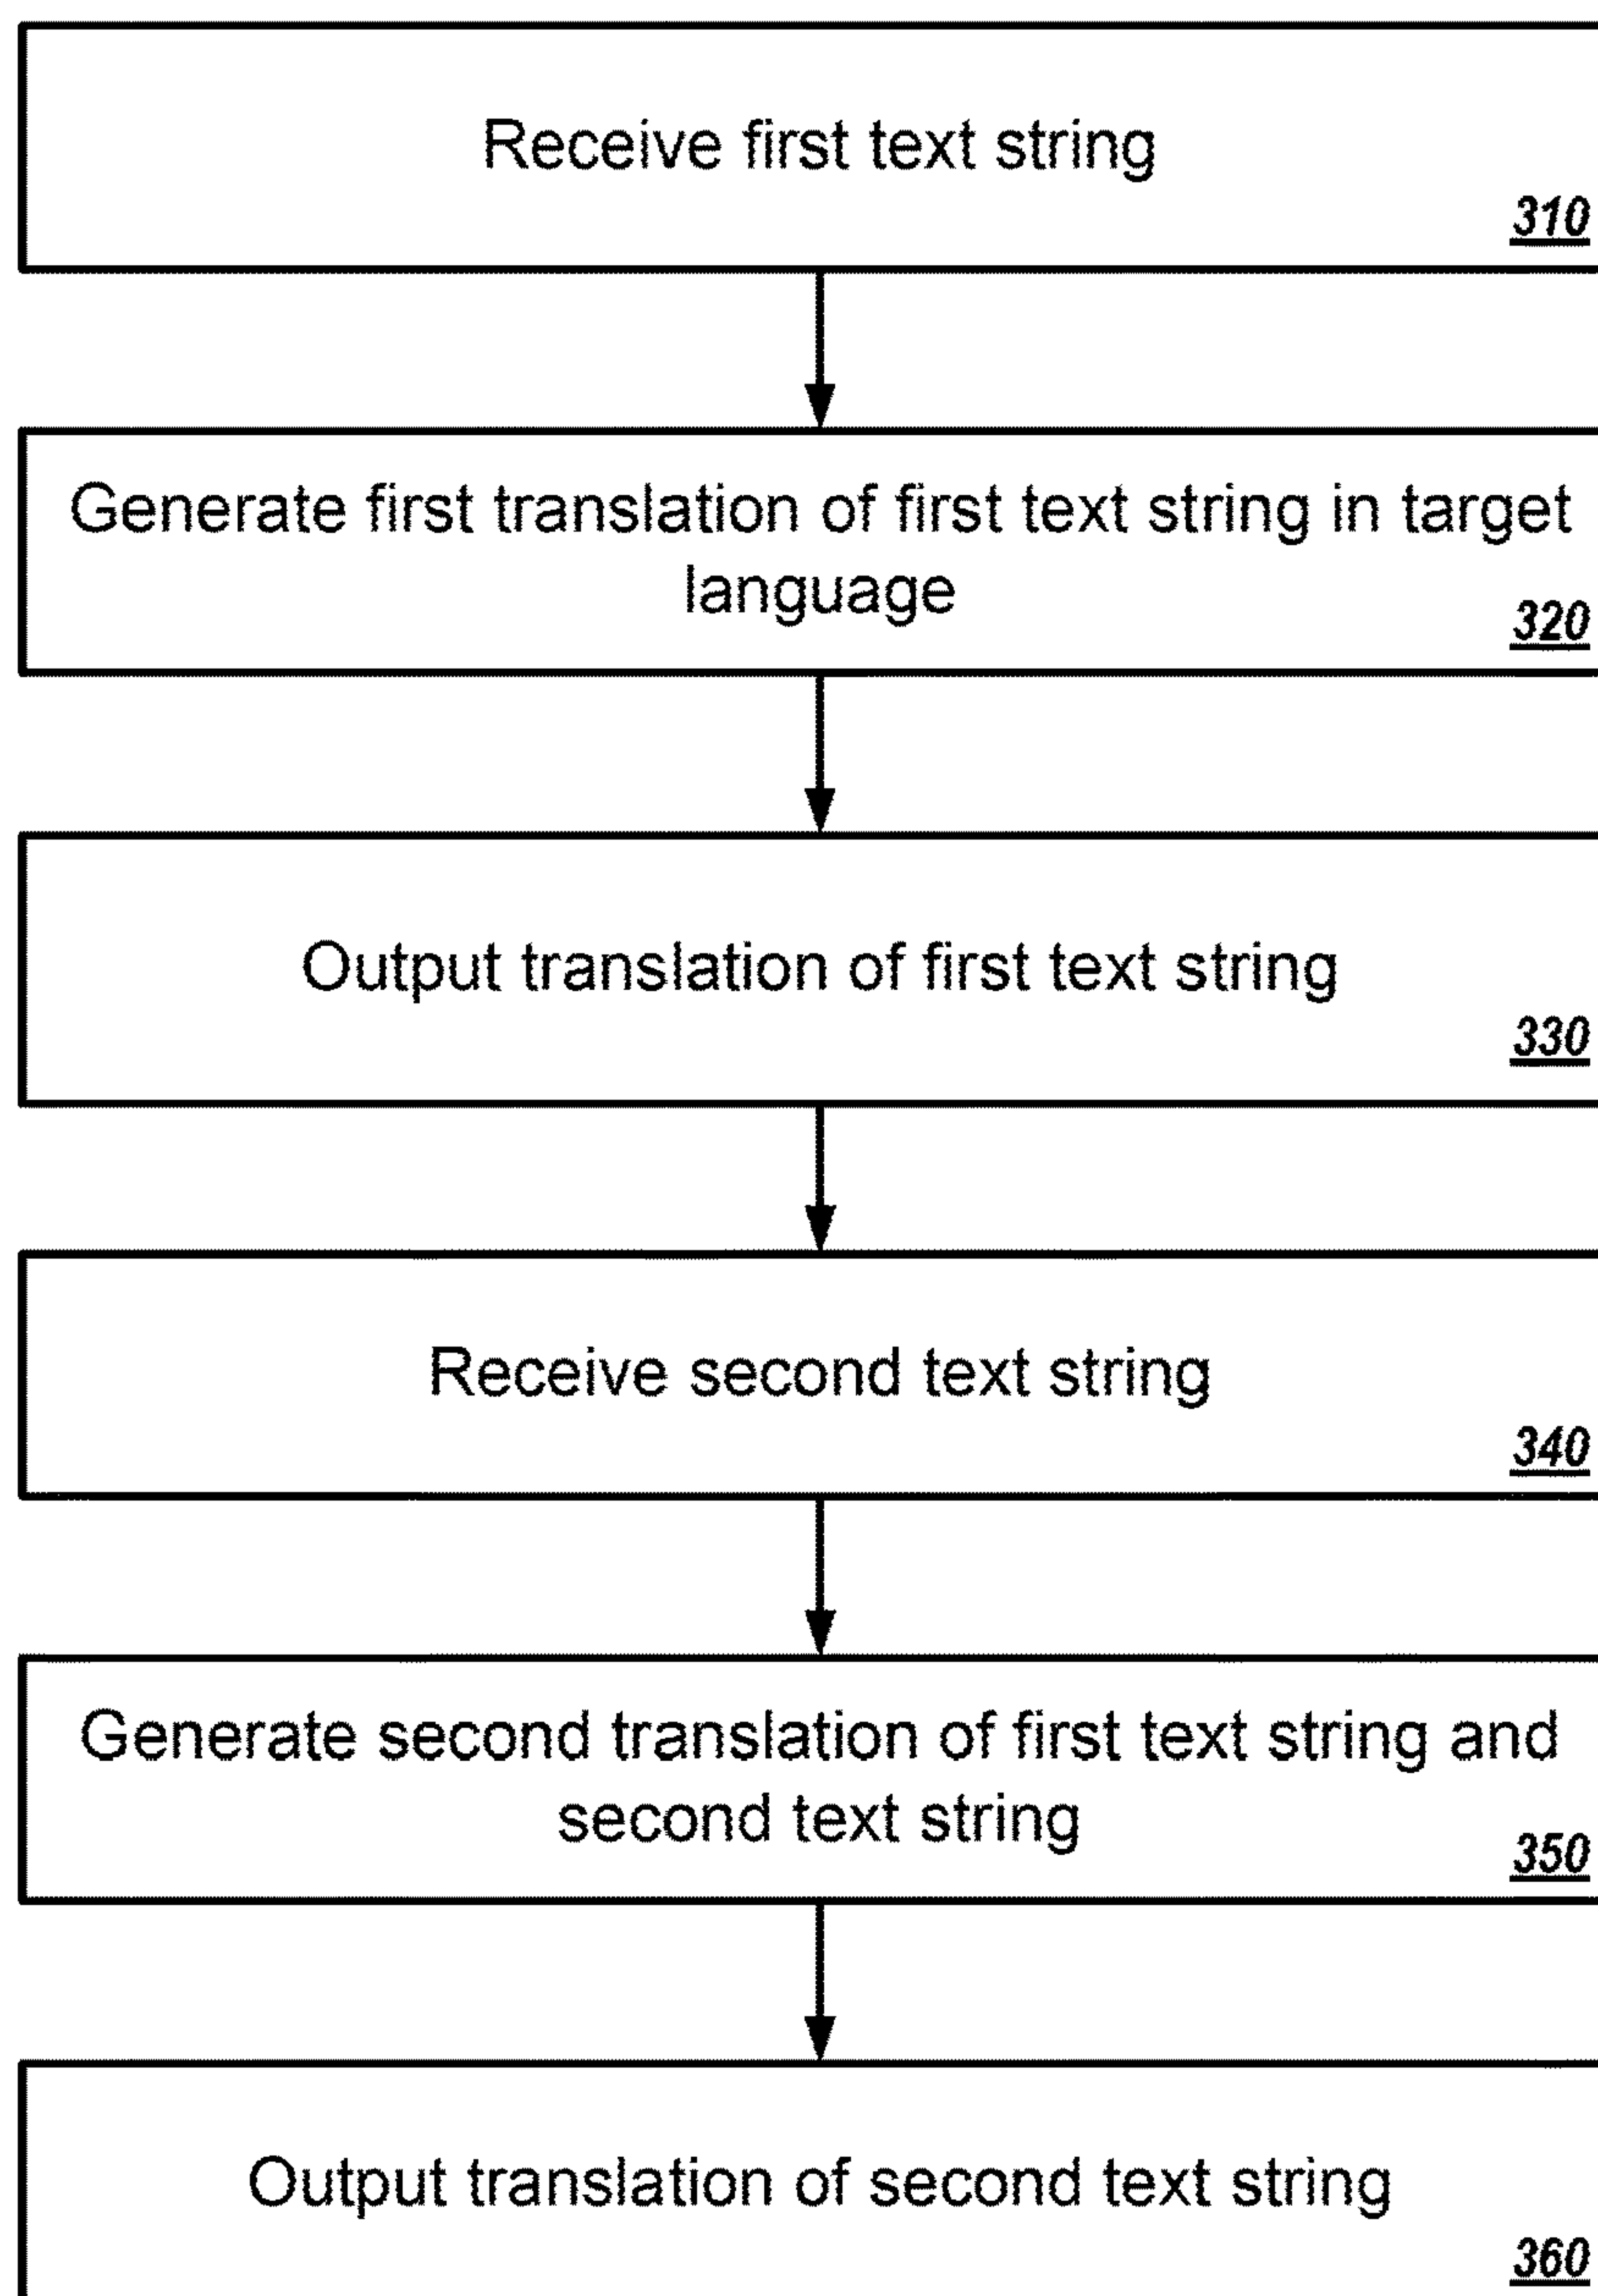 Receive first text string
310
Generate first translation of first text string in target
language
320
Output translation of first text string
330
Receive second text string
340
Generate second translation of first text string and
second text string
350
Output translation of second text string
360